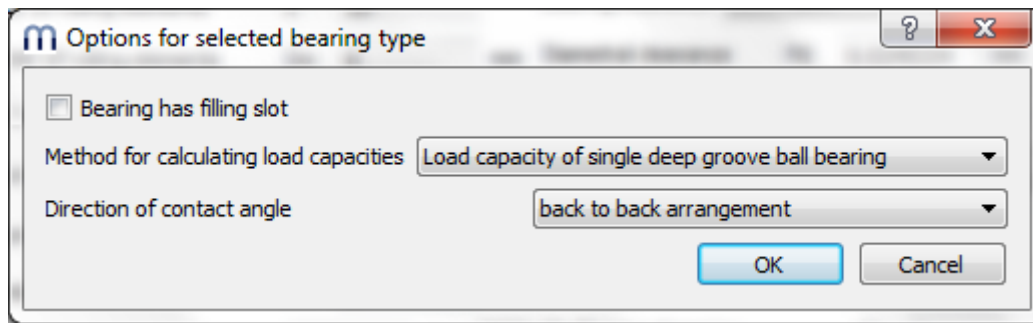 Options for selected bearing type
Bearing has filling slot
Method for calculating load capacities Load capacity of single deep groove ball bearing
Direction of contact angle back to back arrangement
OK Cancel